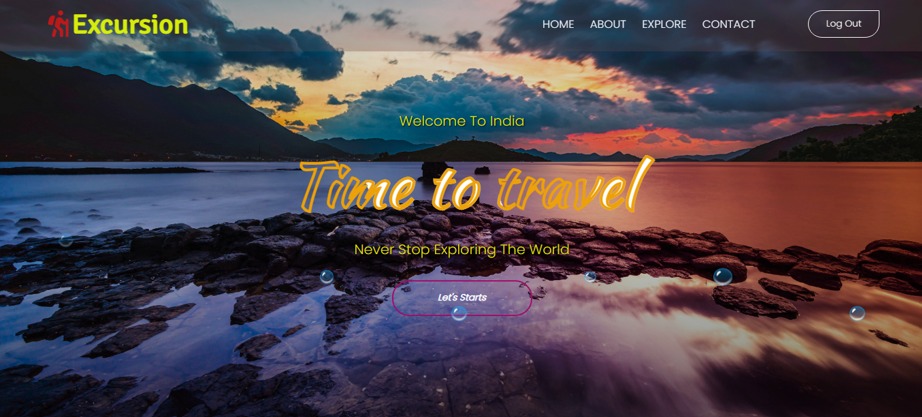 Excursion
HOME ABOUT EXPLORE CONTACT Log Out
Welcome To India
Time to travel
Never Stop Exploring The World
Let's Starts